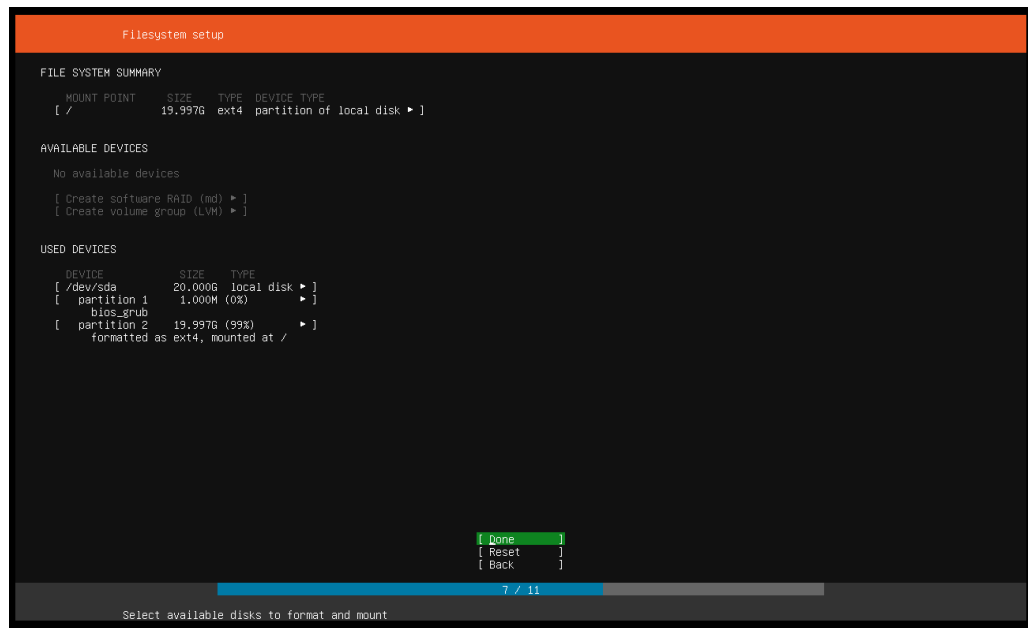 Filesystem setup
FILE SYSTEM SUMMARY
MOUNT POINT SIZE TYPE DEVICE TYPE
[ / 19.997G ext4 partition of local disk ▸ ]
AVAILABLE DEVICES
No available devices
[ Create software RAID (md) ▸ ]
[ Create volume group (LVM) ▸ ]
USED DEVICES
DEVICE SIZE TYPE
[ /dev/sda 20.000G local disk ▸ ]
[ partition 1 1.000M (0%) ▸ ]
bios_grub
[ partition 2 19.997G (99%) ▸ ]
formatted as ext4, mounted at /
[ Done ]
[ Reset ]
[ Back ]
7 / 11
Select available disks to format and mount